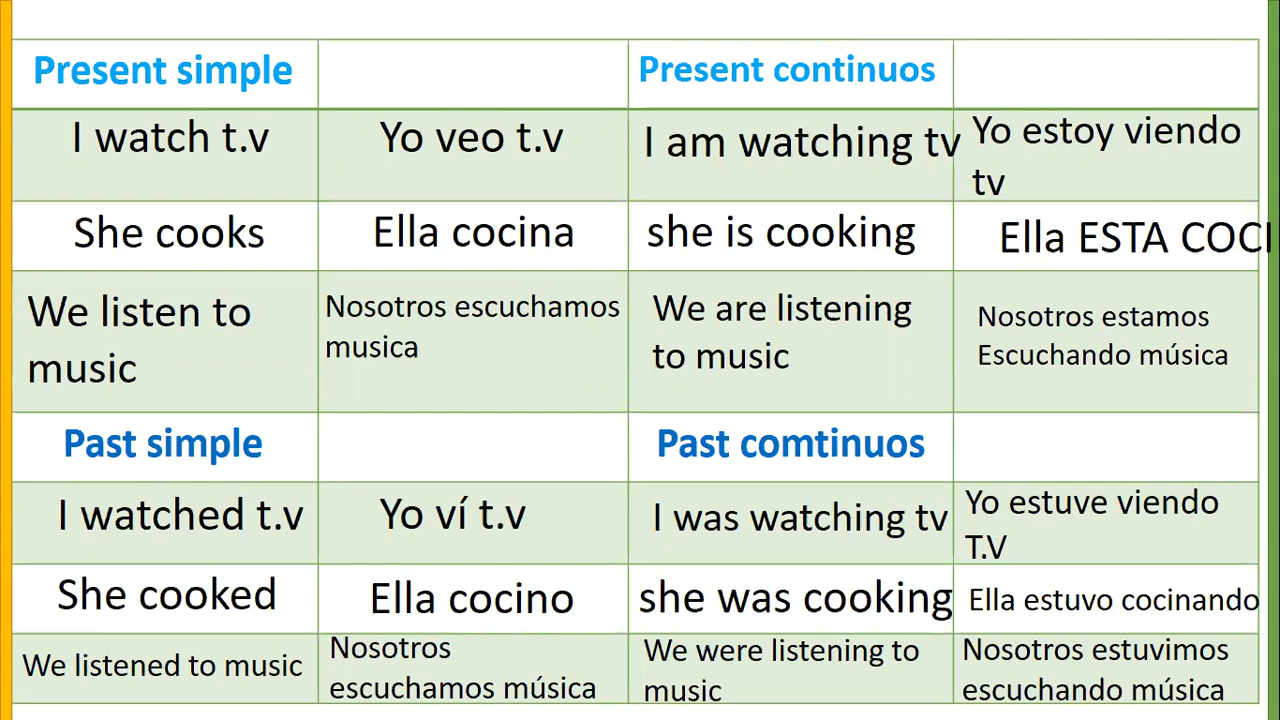 Present simple
Present continuos
I watch t.v
Yo veo t.v
I am watching tv
Yo estoy viendo
tv
She cooks
Ella cocina
she is cooking
Ella ESTA COCI
We listen to
music
Nosotros escuchamos
musica
We are listening
to music
Nosotros estamos
Escuchando música
Past simple
Past comtinuos
I watched t.v
Yo ví t.v
I was watching tv
Yo estuve viendo
T.V
She cooked
Ella cocino
she was cooking
Ella estuvo cocinando
We listened to music
Nosotros
escuchamos música
We were listening to
music
Nosotros estuvimos
escuchando música